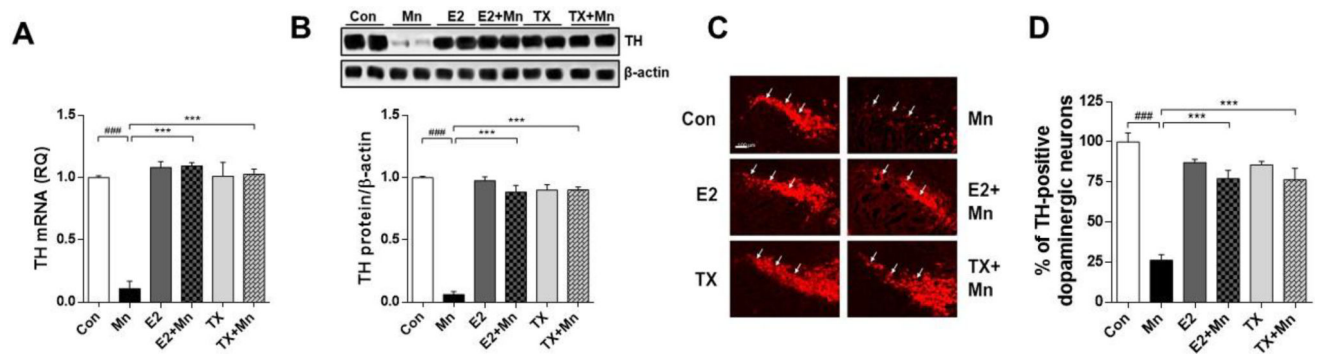 A
TH mRNA (RQ)
1.5
1.0
0.5
0.0
###
***
***
Con
Mn
E2
E2+Mn
TX
TX+Mn
B
Con Mn E2 E2+Mn TX TX+Mn
TH
β-actin
TH protein/β-actin
1.5
1.0
0.5
0.0
###
***
***
Con
Mn
E2
E2+Mn
TX
TX+Mn
C
Con
Mn
E2
E2+
Mn
TX
TX+
Mn
D
% of TH-positive
dopaminergic neurons
125
100
75
50
25
0
###
***
***
Con
Mn
E2
E2+Mn
TX
TX+Mn